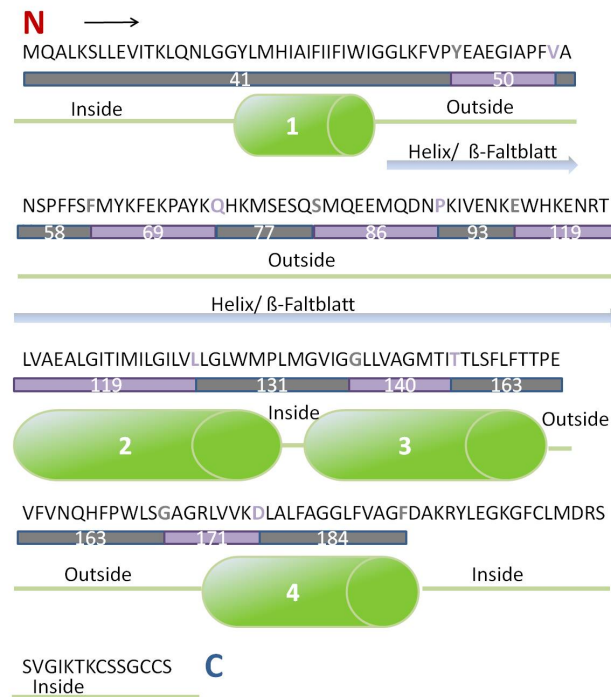 N
MQALKSLLEVITKLQNLGGYLMHIAIFIIFIWIGGLKFVPYEAEGIAPFVA
41 50
Inside 1 Outside
Helix/ ß-Faltblatt
NSPFFSFMYKFEKPAYKQHKMSESQSMQEEMQDNPKIVENKEWHKENRT
58 69 77 86 93 119
Outside
Helix/ ß-Faltblatt
LVAEALGITIMILGILVLLGLWMPLMGVIGGLLVAGMTITTLSFLFTTPE
119 131 140 163
2 Inside 3 Outside
VFVNQHFPWLSGAGRLVVKDLALFAGGLFVAGFDAKRYLEGKGFCLMDRS
163 171 184
Outside 4 Inside
SVGIKTKCSSGCCS C
Inside